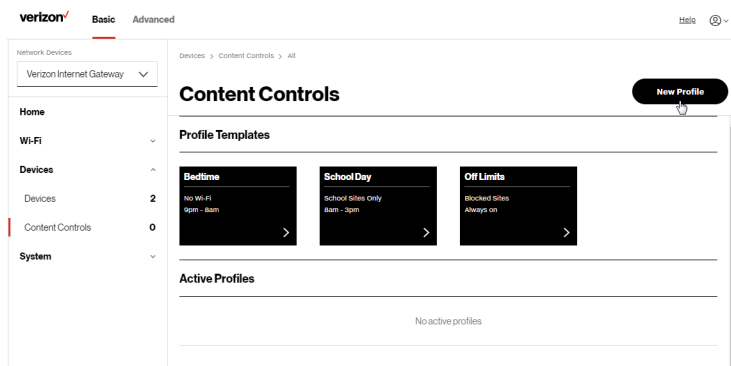 verizon
Basic Advanced
Help
Network Devices
Verizon Internet Gateway
Home
Wi-Fi
Devices
Devices 2
Content Controls 0
System
Devices > Content Controls > All
Content Controls
New Profile
Profile Templates
Bedtime
No Wi-Fi
9pm - 8am
School Day
School Sites Only
8am - 3pm
Off Limits
Blocked Sites
Always on
Active Profiles
No active profiles